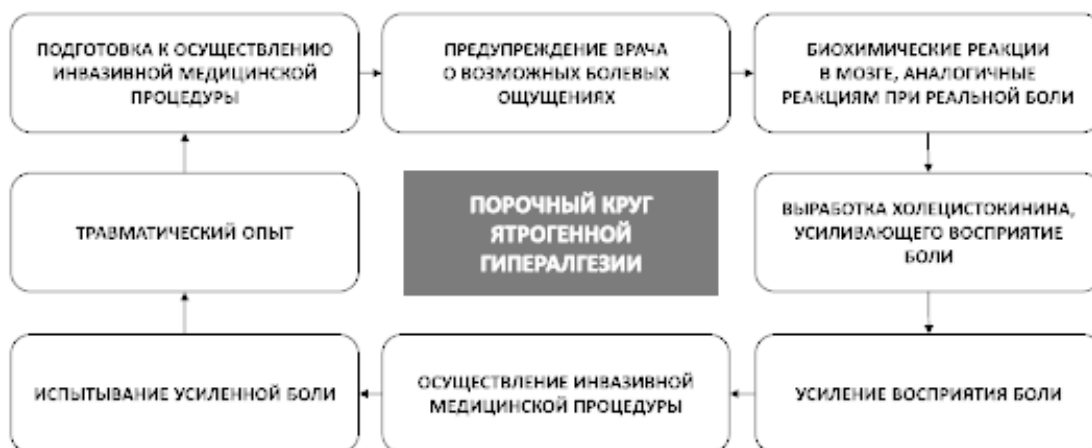 ПОДГОТОВКА К ОСУЩЕСТВЛЕНИЮ
ИНВАЗИВНОЙ МЕДИЦИНСКОЙ
ПРОЦЕДУРЫ
ПРЕДУПРЕЖДЕНИЕ ВРАЧА
О ВОЗМОЖНЫХ БОЛЕВЫХ
ОЩУЩЕНИЯХ
БИОХИМИЧЕСКИЕ РЕАКЦИИ
В МОЗГЕ, АНАЛОГИЧНЫЕ
РЕАКЦИЯМ ПРИ РЕАЛЬНОЙ БОЛИ
ТРАВМАТИЧЕСКИЙ ОПЫТ
ПОРОЧНЫЙ КРУГ
ЯТРОГЕННОЙ
ГИПЕРАЛГЕЗИИ
ВЫРАБОТКА ХОЛЕЦИСТОКИНИНА,
УСИЛИВАЮЩЕГО ВОСПРИЯТИЕ
БОЛИ
ИСПЫТЫВАНИЕ УСИЛЕННОЙ БОЛИ
ОСУЩЕСТВЛЕНИЕ ИНВАЗИВНОЙ
МЕДИЦИНСКОЙ ПРОЦЕДУРЫ
УСИЛЕНИЕ ВОСПРИЯТИЯ БОЛИ